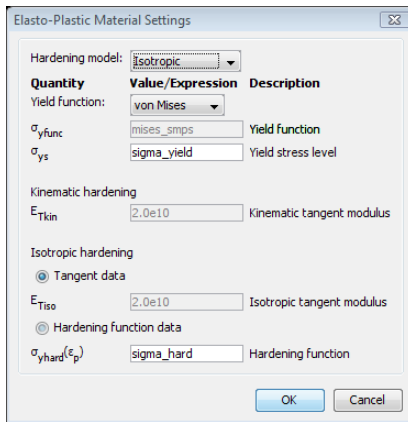 Elasto-Plastic Material Settings
Hardening model: Isotropic
Quantity Value/Expression Description
Yield function: von Mises
σyfunc mises_smps Yield function
σys sigma_yield Yield stress level
Kinematic hardening
ETkin 2.0e10 Kinematic tangent modulus
Isotropic hardening
Tangent data
ETiso 2.0e10 Isotropic tangent modulus
Hardening function data
σyhard(εp) sigma_hard Hardening function
OK Cancel